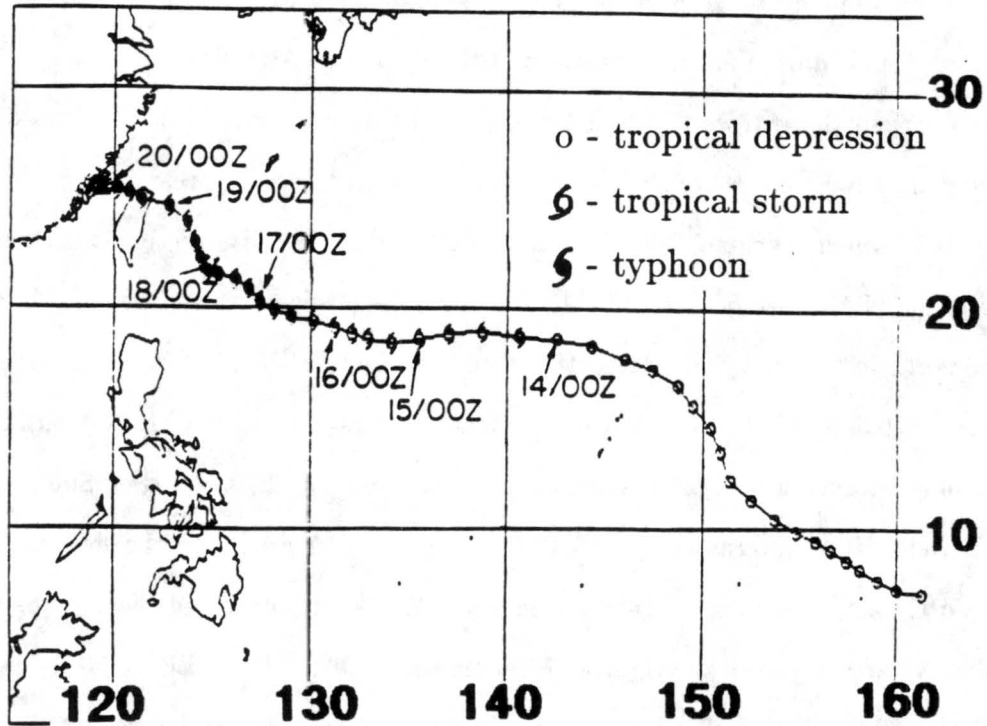 30
o - tropical depression
20/00Z
19/00Z
- tropical storm
17/00Z
- typhoon
18/00Z
20
16/00Z
14/00Z
15/00Z
10
120 130 140 150 160